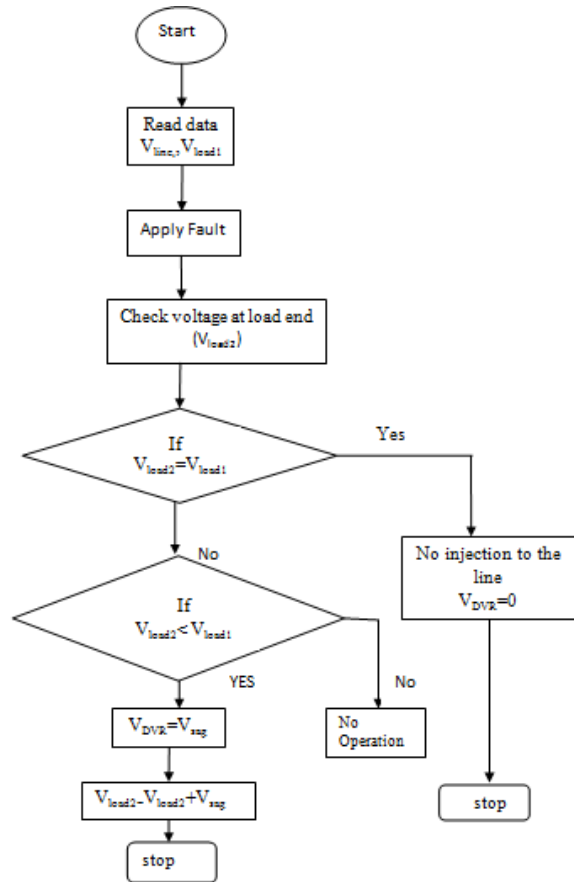 Start
Read data
Vline,, Vload1
Apply Fault
Check voltage at load end
(Vload2)
If
Vload2=Vload1
Yes
No injection to the
line
VDVR=0
No
If
Vload2<Vload1
YES
No
VDVR=Vsag
No
Operation
Vload2=Vload2+Vsag
stop
stop